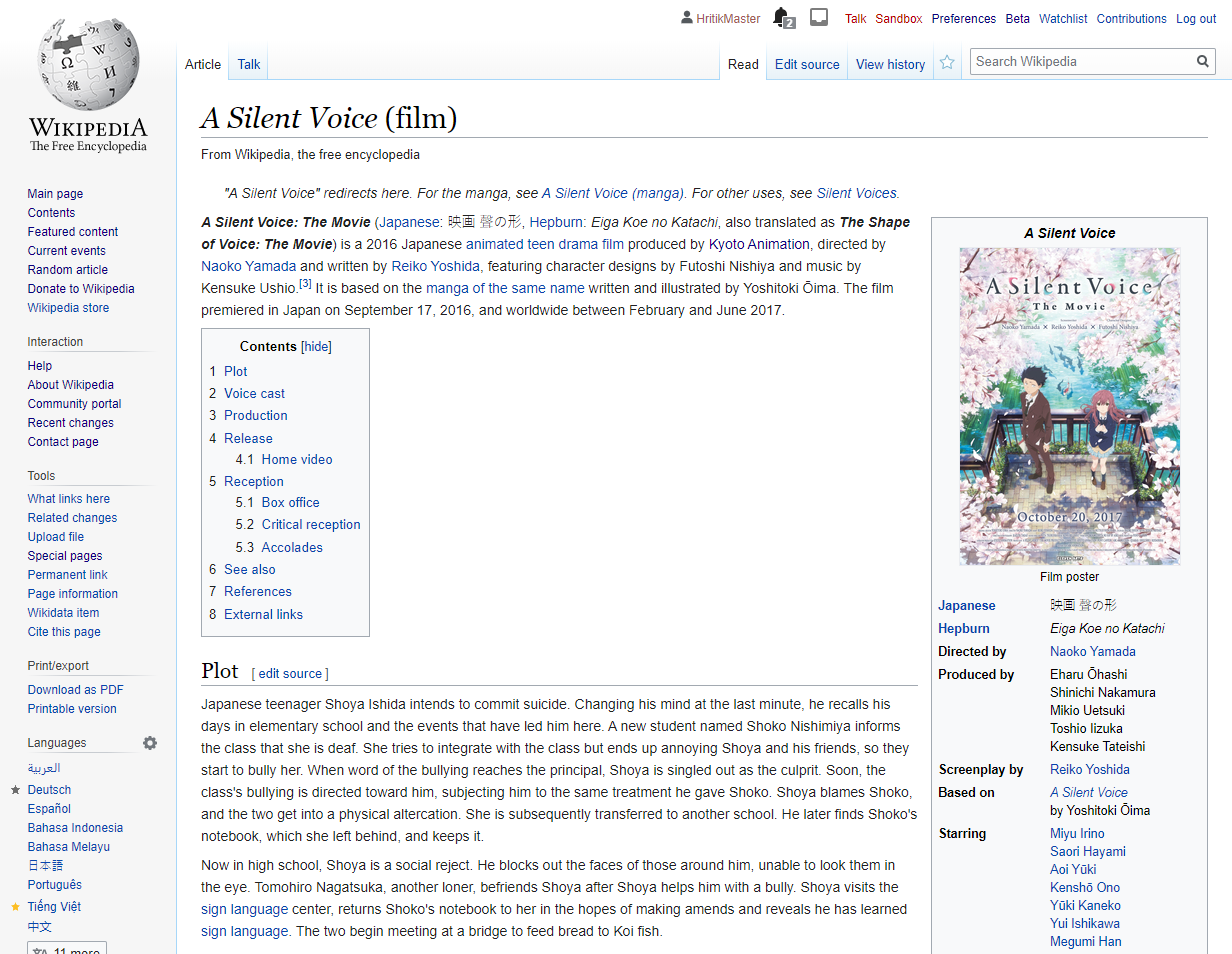 HritikMaster 2 Talk Sandbox Preferences Beta Watchlist Contributions Log out
Article Talk Read Edit source View history Search Wikipedia
WIKIPEDIA
The Free Encyclopedia
Main page
Contents
Featured content
Current events
Random article
Donate to Wikipedia
Wikipedia store
Interaction
Help
About Wikipedia
Community portal
Recent changes
Contact page
Tools
What links here
Related changes
Upload file
Special pages
Permanent link
Page information
Wikidata item
Cite this page
Print/export
Download as PDF
Printable version
Languages
العربية
Deutsch
Español
Bahasa Indonesia
Bahasa Melayu
日本語
Português
Tiếng Việt
中文
11 more
A Silent Voice (film)
From Wikipedia, the free encyclopedia
"A Silent Voice" redirects here. For the manga, see A Silent Voice (manga). For other uses, see Silent Voices.
A Silent Voice: The Movie (Japanese: 映画 聲の形, Hepburn: Eiga Koe no Katachi, also translated as The Shape
of Voice: The Movie) is a 2016 Japanese animated teen drama film produced by Kyoto Animation, directed by
Naoko Yamada and written by Reiko Yoshida, featuring character designs by Futoshi Nishiya and music by
Kensuke Ushio.[3] It is based on the manga of the same name written and illustrated by Yoshitoki Ōima. The film
premiered in Japan on September 17, 2016, and worldwide between February and June 2017.
Contents [hide]
1 Plot
2 Voice cast
3 Production
4 Release
4.1 Home video
5 Reception
5.1 Box office
5.2 Critical reception
5.3 Accolades
6 See also
7 References
8 External links
Plot [ edit source ]
Japanese teenager Shoya Ishida intends to commit suicide. Changing his mind at the last minute, he recalls his
days in elementary school and the events that have led him here. A new student named Shoko Nishimiya informs
the class that she is deaf. She tries to integrate with the class but ends up annoying Shoya and his friends, so they
start to bully her. When word of the bullying reaches the principal, Shoya is singled out as the culprit. Soon, the
class's bullying is directed toward him, subjecting him to the same treatment he gave Shoko. Shoya blames Shoko,
and the two get into a physical altercation. She is subsequently transferred to another school. He later finds Shoko's
notebook, which she left behind, and keeps it.
Now in high school, Shoya is a social reject. He blocks out the faces of those around him, unable to look them in
the eye. Tomohiro Nagatsuka, another loner, befriends Shoya after Shoya helps him with a bully. Shoya visits the
sign language center, returns Shoko's notebook to her in the hopes of making amends and reveals he has learned
sign language. The two begin meeting at a bridge to feed bread to Koi fish.
A Silent Voice
A Silent Voice
The Movie
Naoko Yamada × Reiko Yoshida × Futoshi Nishiya
October 20, 2017
Film poster
Japanese 映画 聲の形
Hepburn Eiga Koe no Katachi
Directed by Naoko Yamada
Produced by Eharu Ōhashi
Shinichi Nakamura
Mikio Uetsuki
Toshio Iizuka
Kensuke Tateishi
Screenplay by Reiko Yoshida
Based on A Silent Voice
by Yoshitoki Ōima
Starring Miyu Irino
Saori Hayami
Aoi Yūki
Kenshō Ono
Yūki Kaneko
Yui Ishikawa
Megumi Han